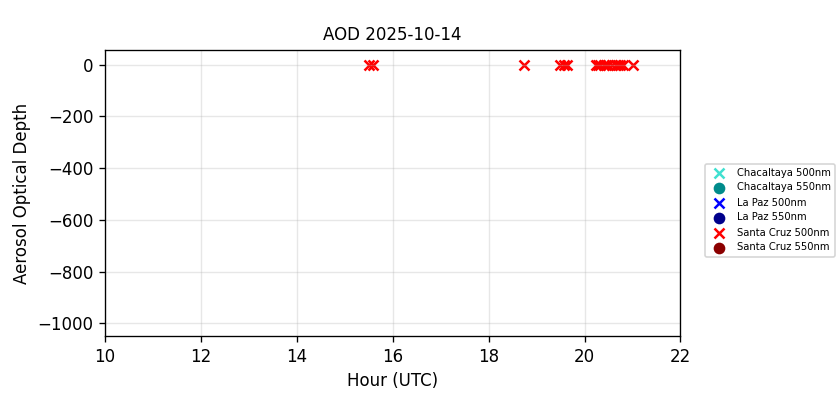 AOD 2025-10-14
0
−200
−400
−600
−800
−1000
Aerosol Optical Depth
10 12 14 16 18 20 22
Hour (UTC)
Chacaltaya 500nm
Chacaltaya 550nm
La Paz 500nm
La Paz 550nm
Santa Cruz 500nm
Santa Cruz 550nm